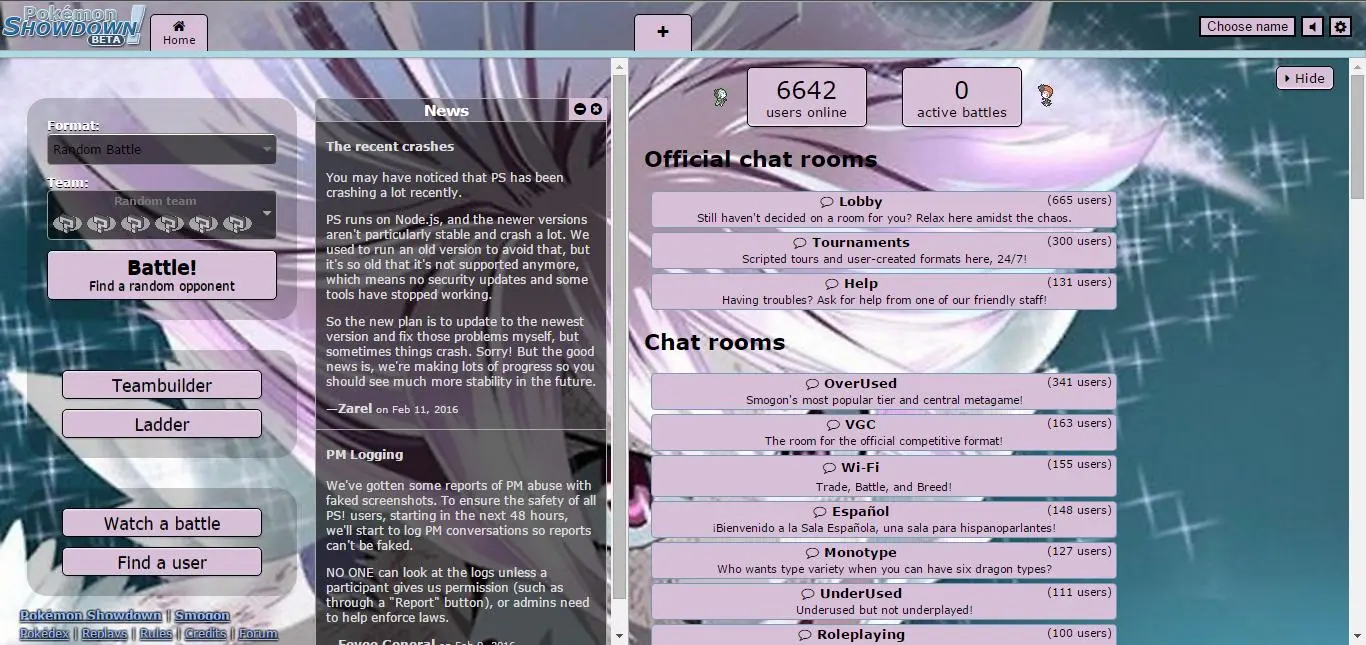 Pokémon
SHOWDOWN!
BETA
Home
+
Choose name
Format:
Random Battle
Team:
Random team
Battle!
Find a random opponent
Teambuilder
Ladder
Watch a battle
Find a user
Pokémon Showdown | Smogon
Pokédex | Replays | Rules | Credits | Forum
News
The recent crashes
You may have noticed that PS has been
crashing a lot recently.
PS runs on Node.js, and the newer versions
aren't particularly stable and crash a lot. We
used to run an old version to avoid that, but
it's so old that it's not supported anymore,
which means no security updates and some
tools have stopped working.
So the new plan is to update to the newest
version and fix those problems myself, but
sometimes things crash. Sorry! But the good
news is, we're making lots of progress so you
should see much more stability in the future.
—Zarel on Feb 11, 2016
PM Logging
We've gotten some reports of PM abuse with
faked screenshots. To ensure the safety of all
PS! users, starting in the next 48 hours,
we'll start to log PM conversations so reports
can't be faked.
NO ONE can look at the logs unless a
participant gives us permission (such as
through a "Report" button), or admins need
to help enforce laws.
6642
users online
0
active battles
Hide
Official chat rooms
Lobby (665 users)
Still haven't decided on a room for you? Relax here amidst the chaos.
Tournaments (300 users)
Scripted tours and user-created formats here, 24/7!
Help (131 users)
Having troubles? Ask for help from one of our friendly staff!
Chat rooms
OverUsed (341 users)
Smogon's most popular tier and central metagame!
VGC (163 users)
The room for the official competitive format!
Wi-Fi (155 users)
Trade, Battle, and Breed!
Español (148 users)
¡Bienvenido a la Sala Española, una sala para hispanoparlantes!
Monotype (127 users)
Who wants type variety when you can have six dragon types?
UnderUsed (111 users)
Underused but not underplayed!
Roleplaying (100 users)